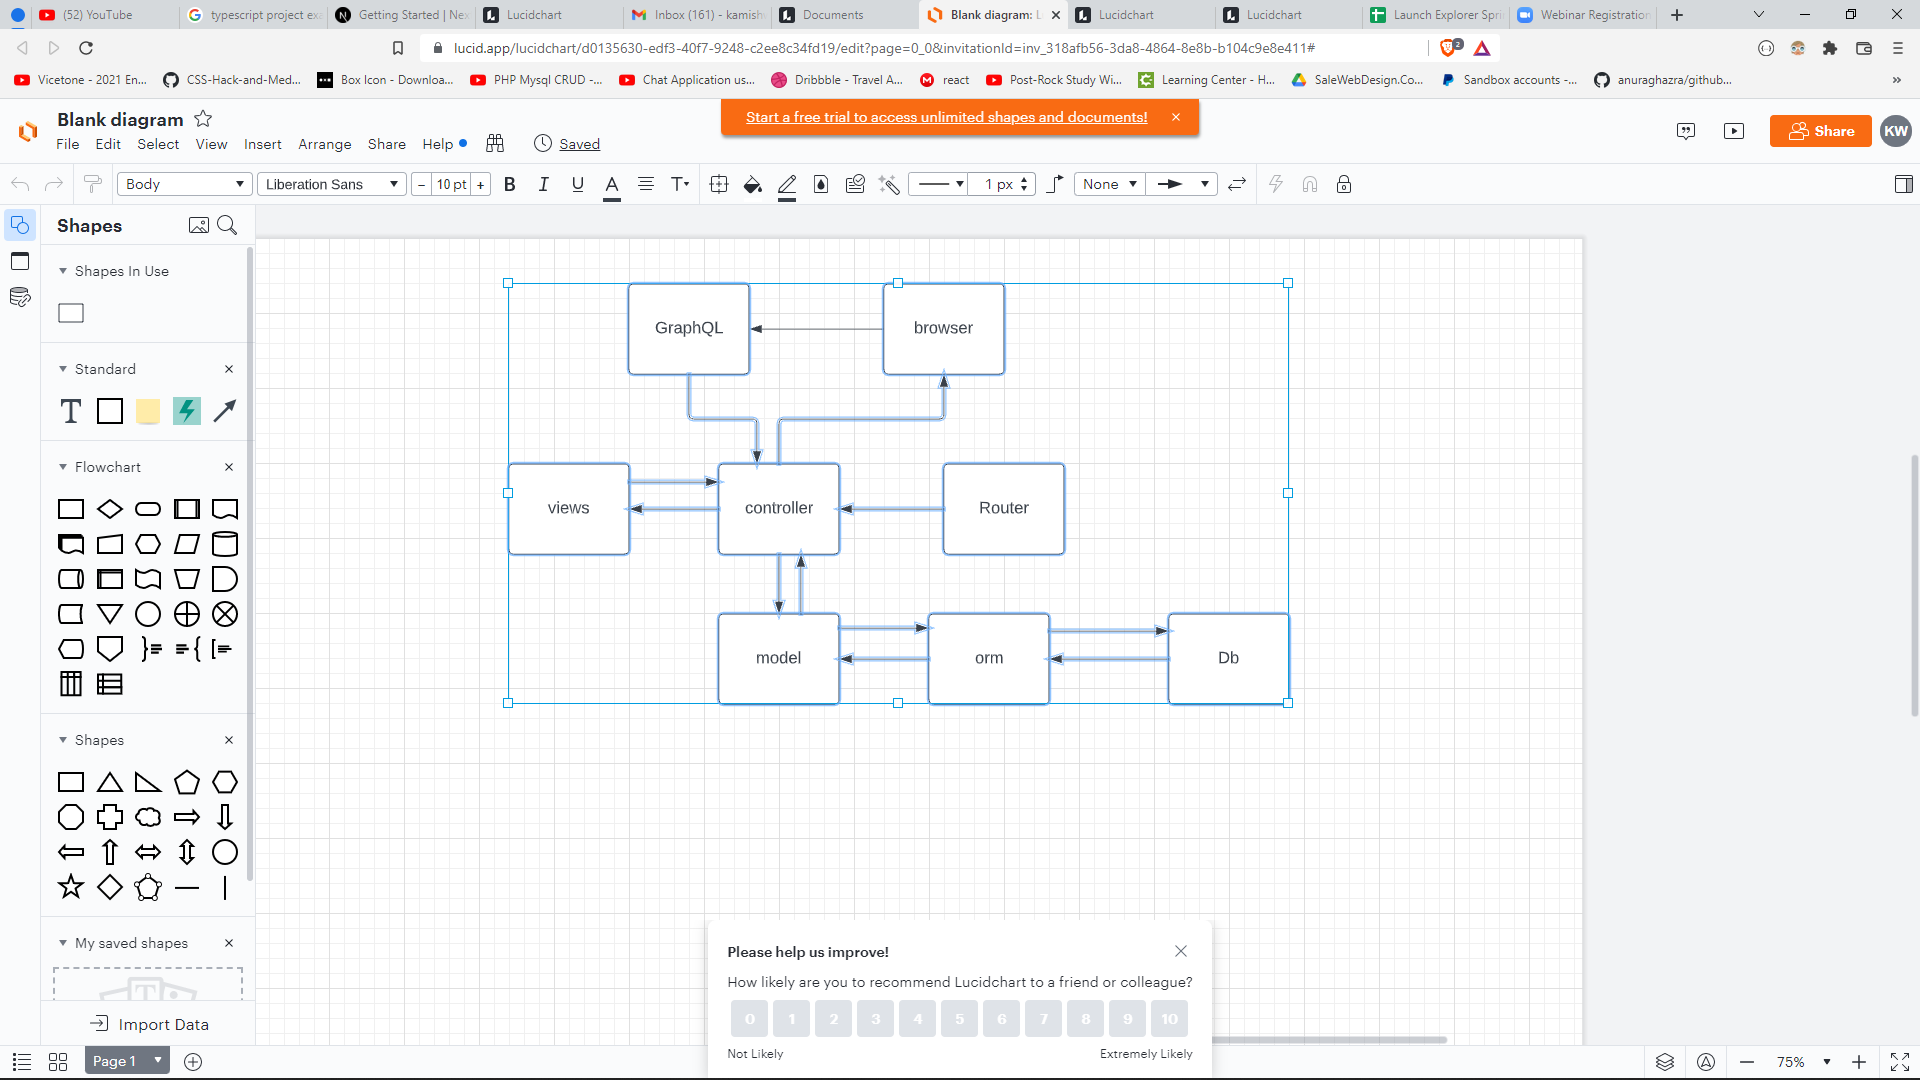 (52) YouTube
typescript project ex
Getting Started | Nex
Lucidchart
Inbox (161) - kamish
Documents
Blank diagram: L
Lucidchart
Lucidchart
Launch Explorer Spri
Webinar Registration
lucid.app/lucidchart/d0135630-edf3-40f7-9248-c2ee8c34fd19/edit?page=0_0&invitationId=inv_318afb56-3da8-4864-8e8b-b104c9e8e411#
2
Vicetone - 2021 En...
CSS-Hack-and-Med...
Box Icon - Downloa...
PHP Mysql CRUD -...
Chat Application us...
Dribbble - Travel A...
react
Post-Rock Study Wi...
Learning Center - H...
SaleWebDesign.Co...
Sandbox accounts -...
anuraghazra/github...
Blank diagram
Start a free trial to access unlimited shapes and documents!
Share
KW
File Edit Select View Insert Arrange Share Help
Saved
Body
Liberation Sans
- 10 pt +
B I U A T
1 px
None
Shapes
Shapes In Use
Standard
T
Flowchart
Shapes
My saved shapes
T
Import Data
GraphQL
browser
views
controller
Router
model
orm
Db
Please help us improve!
How likely are you to recommend Lucidchart to a friend or colleague?
0 1 2 3 4 5 6 7 8 9 10
Not Likely
Extremely Likely
Page 1
75%